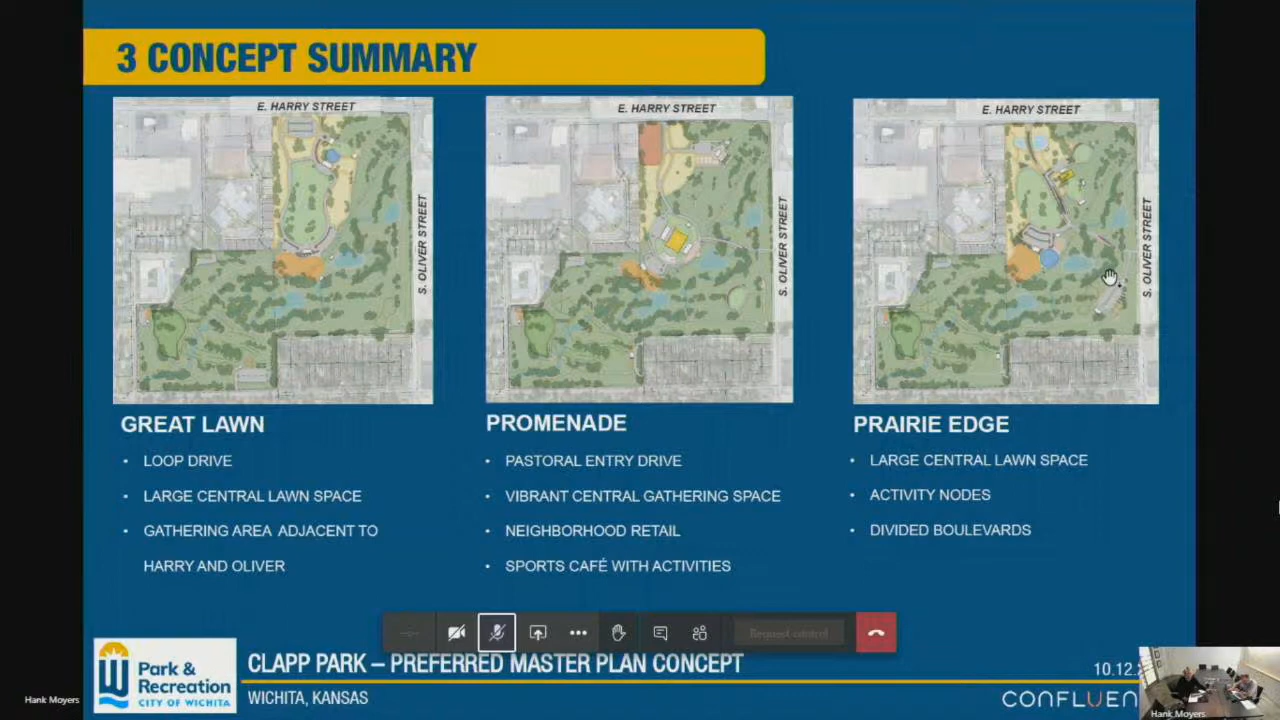 3 CONCEPT SUMMARY
E. HARRY STREET
S. OLIVER STREET
E. HARRY STREET
S. OLIVER STREET
E. HARRY STREET
S. OLIVER STREET
GREAT LAWN
• LOOP DRIVE
• LARGE CENTRAL LAWN SPACE
• GATHERING AREA ADJACENT TO
HARRY AND OLIVER
PROMENADE
• PASTORAL ENTRY DRIVE
• VIBRANT CENTRAL GATHERING SPACE
• NEIGHBORHOOD RETAIL
• SPORTS CAFÉ WITH ACTIVITIES
PRAIRIE EDGE
• LARGE CENTRAL LAWN SPACE
• ACTIVITY NODES
• DIVIDED BOULEVARDS
Request control
Park &
Recreation
CITY OF WICHITA
CLAPP PARK – PREFERRED MASTER PLAN CONCEPT
WICHITA, KANSAS
10.12.
CONFLUEN
Hank Moyers
Hank Moyers